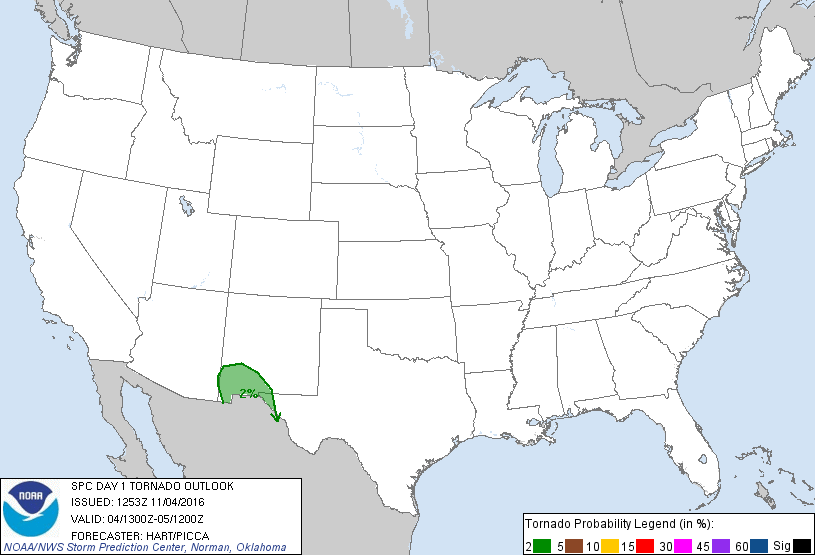 2%
SPC DAY 1 TORNADO OUTLOOK
ISSUED: 1253Z 11/04/2016
VALID: 04/1300Z-05/1200Z
FORECASTER: HART/PICCA
NOAA/NWS Storm Prediction Center, Norman, Oklahoma
NOAA
Tornado Probability Legend (in %):
2 5 10 15 30 45 60 Sig